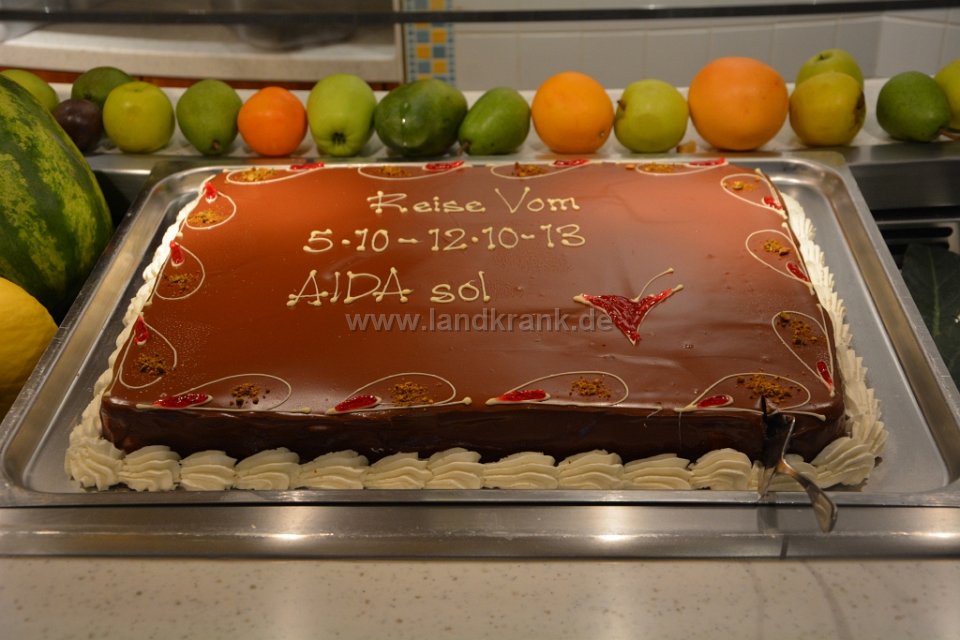 Reise Vom
5.10-12.10-13
AIDA sol
www.landkrank.de